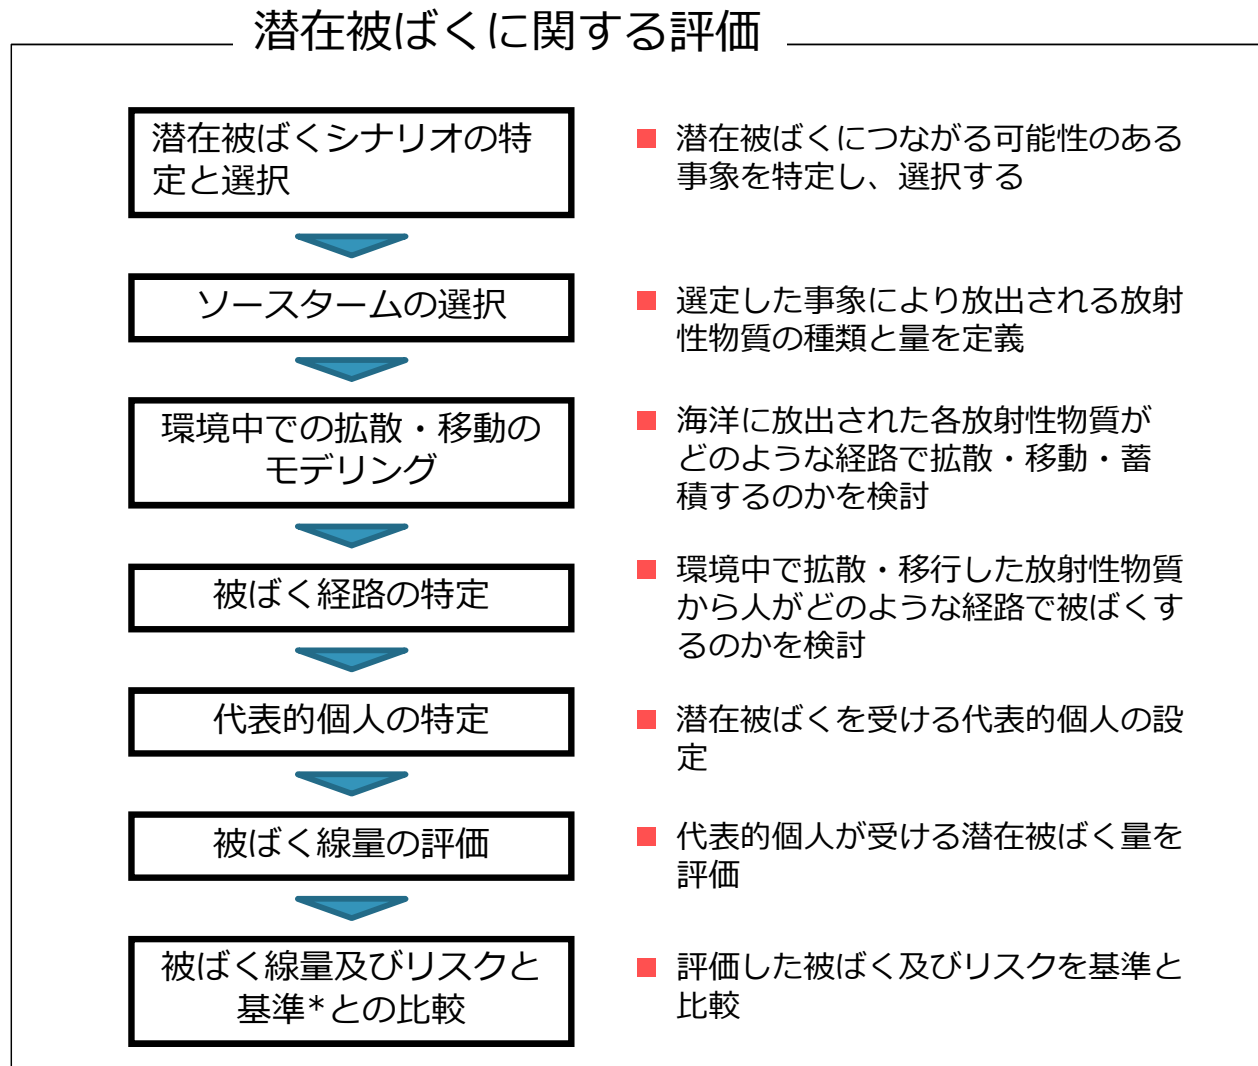 潜在被ばくに関する評価
潜在被ばくシナリオの特
定と選択
潜在被ばくにつながる可能性のある
事象を特定し、選択する
ソースタームの選択
選定した事象により放出される放射
性物質の種類と量を定義
環境中での拡散・移動の
モデリング
海洋に放出された各放射性物質が
どのような経路で拡散・移動・蓄
積するのかを検討
被ばく経路の特定
環境中で拡散・移行した放射性物質
から人がどのような経路で被ばくす
るのかを検討
代表的個人の特定
潜在被ばくを受ける代表的個人の設
定
被ばく線量の評価
代表的個人が受ける潜在被ばく量を
評価
被ばく線量及びリスクと
基準*との比較
評価した被ばく及びリスクを基準と
比較